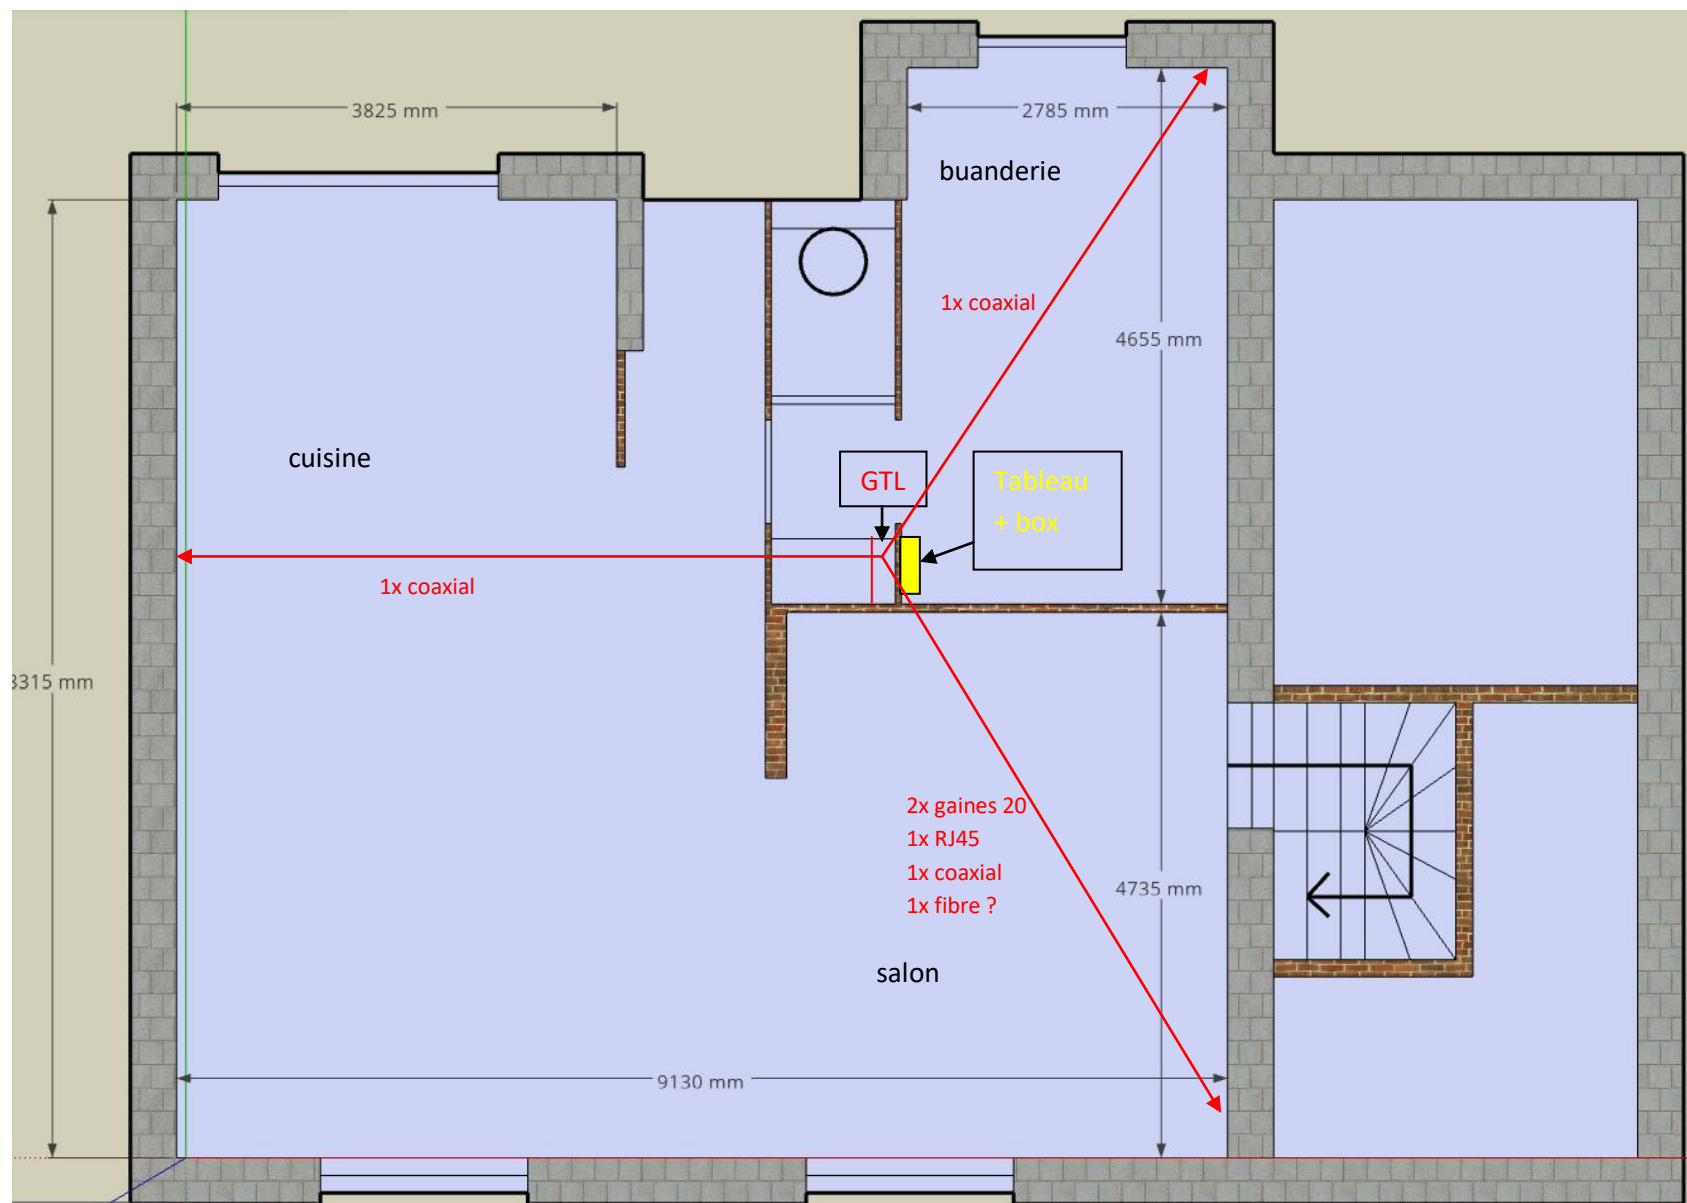 3825 mm
2785 mm
buanderie
1x coaxial
4655 mm
cuisine
GTL
Tableau
+ box
1x coaxial
3315 mm
2x gaines 20
1x RJ45
1x coaxial
1x fibre ?
4735 mm
salon
9130 mm